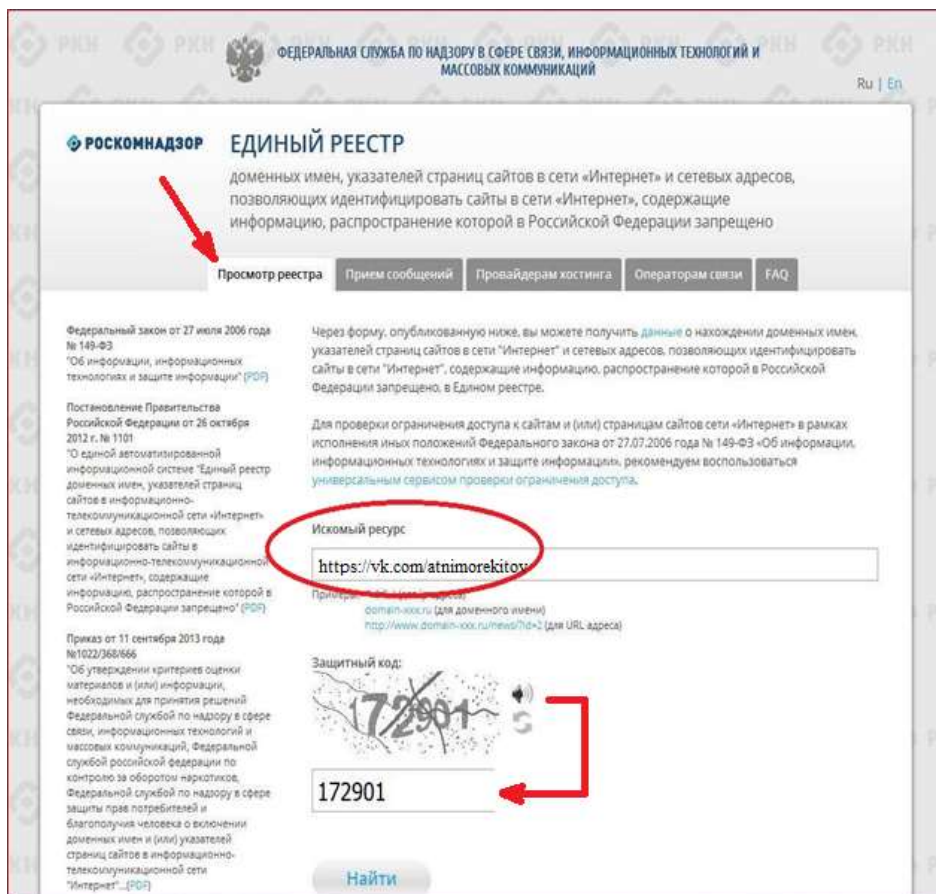 ФЕДЕРАЛЬНАЯ СЛУЖБА ПО НАДЗОРУ В СФЕРЕ СВЯЗИ, ИНФОРМАЦИОННЫХ ТЕХНОЛОГИЙ И
МАССОВЫХ КОММУНИКАЦИЙ
Ru | En
РОСКОМНАДЗОР
ЕДИНЫЙ РЕЕСТР
доменных имен, указателей страниц сайтов в сети «Интернет» и сетевых адресов,
позволяющих идентифицировать сайты в сети «Интернет», содержащие
информацию, распространение которой в Российской Федерации запрещено
Просмотр реестра
Прием сообщений
Провайдерам хостинга
Операторам связи
FAQ
Федеральный закон от 27 июля 2006 года
№ 149-ФЗ
"Об информации, информационных
технологиях и защите информации" (PDF)
Постановление Правительства
Российской Федерации от 26 октября
2012 г. № 1101
"О единой автоматизированной
информационной системе "Единый реестр
доменных имен, указателей страниц
сайтов в информационно-
телекоммуникационной сети «Интернет»
и сетевых адресов, позволяющих
идентифицировать сайты в
информационно-телекоммуникационной
сети «Интернет», содержащие
информацию, распространение которой в
Российской Федерации запрещено" (PDF)
Приказ от 11 сентября 2013 года
№1022/368/666
"Об утверждении критериев оценки
материалов и (или) информации,
необходимых для принятия решений
Федеральной службой по надзору в сфере
связи, информационных технологий и
массовых коммуникаций, Федеральной
службой российской федерации по
контролю за оборотом наркотиков,
Федеральной службой по надзору в сфере
защиты прав потребителей и
благополучия человека о включении
доменных имен и (или) указателей
страниц сайтов в информационно-
телекоммуникационной сети
"Интернет"...(PDF)
Через форму, опубликованную ниже, вы можете получить данные о нахождении доменных имен,
указателей страниц сайтов в сети "Интернет" и сетевых адресов, позволяющих идентифицировать
сайты в сети "Интернет", содержащие информацию, распространение которой в Российской
Федерации запрещено, в Едином реестре.
Для проверки ограничения доступа к сайтам и (или) страницам сайтов сети «Интернет» в рамках
исполнения иных положений Федерального закона от 27.07.2006 года № 149-ФЗ «Об информации,
информационных технологиях и защите информации», рекомендуем воспользоваться
универсальным сервисом проверки ограничения доступа.
Искомый ресурс
https://vk.com/atnimorekitov
domain-xxx.ru (для доменного имени)
http://www.domain-xxx.ru/news/?id=2 (для URL адреса)
Защитный код:
172901
172901
Найти